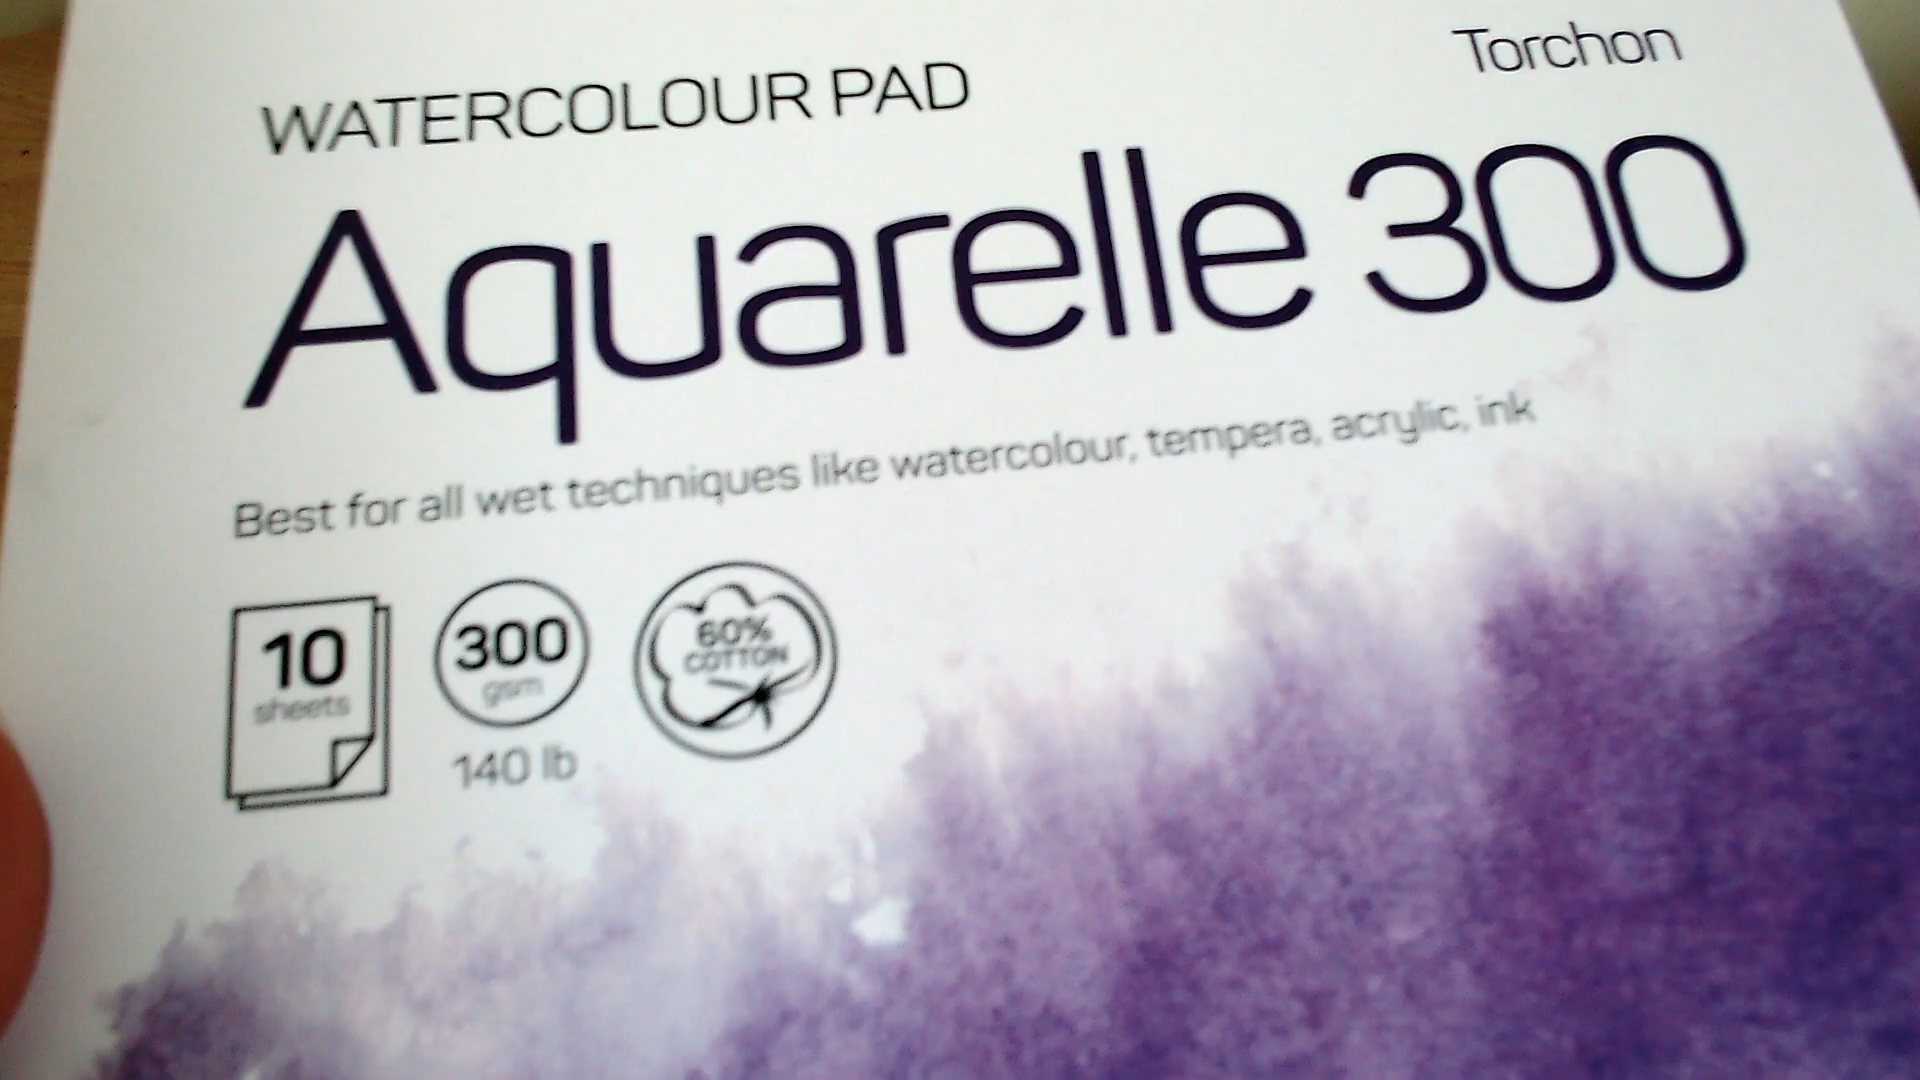 Torchon
WATERCOLOUR PAD
Aquarelle 300
Best for all wet techniques like watercolour, tempera, acrylic, ink
10
sheets
300
gsm
140 lb
60%
COTTON